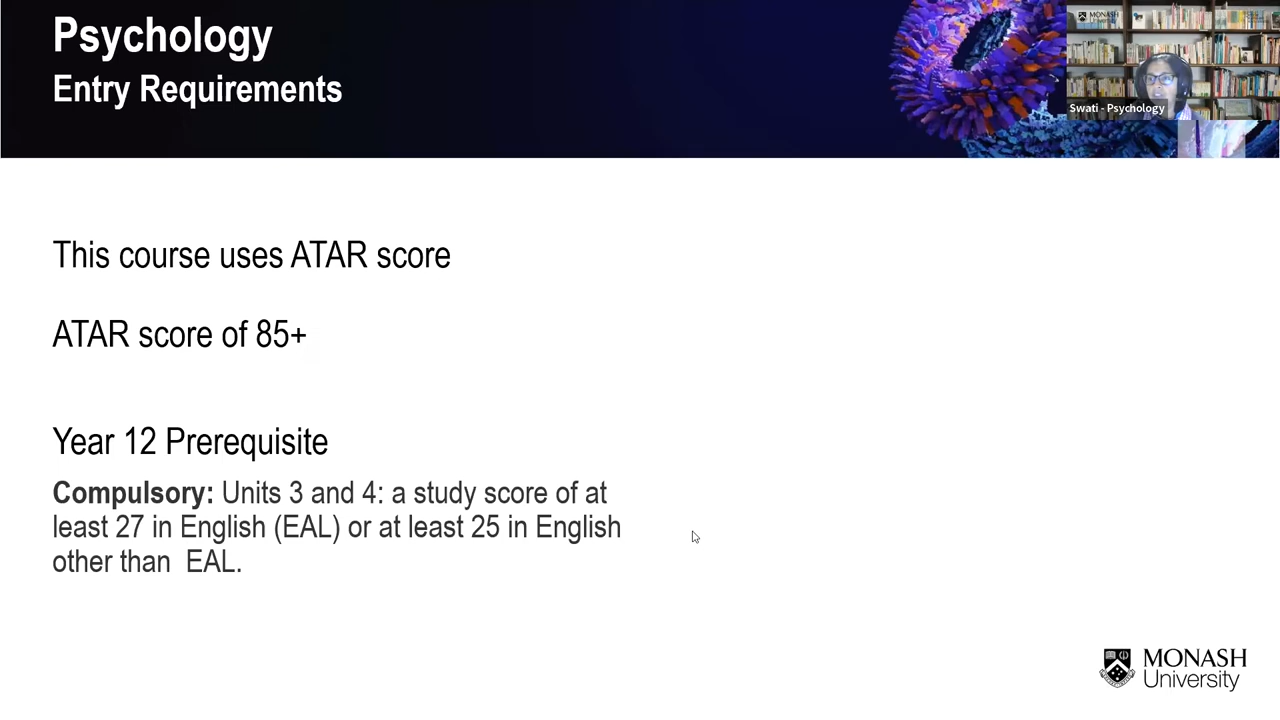 Psychology
Entry Requirements
MONASH
Swati - Psychology
This course uses ATAR score
ATAR score of 85+
Year 12 Prerequisite
Compulsory: Units 3 and 4: a study score of at
least 27 in English (EAL) or at least 25 in English
other than EAL.
MONASH
University